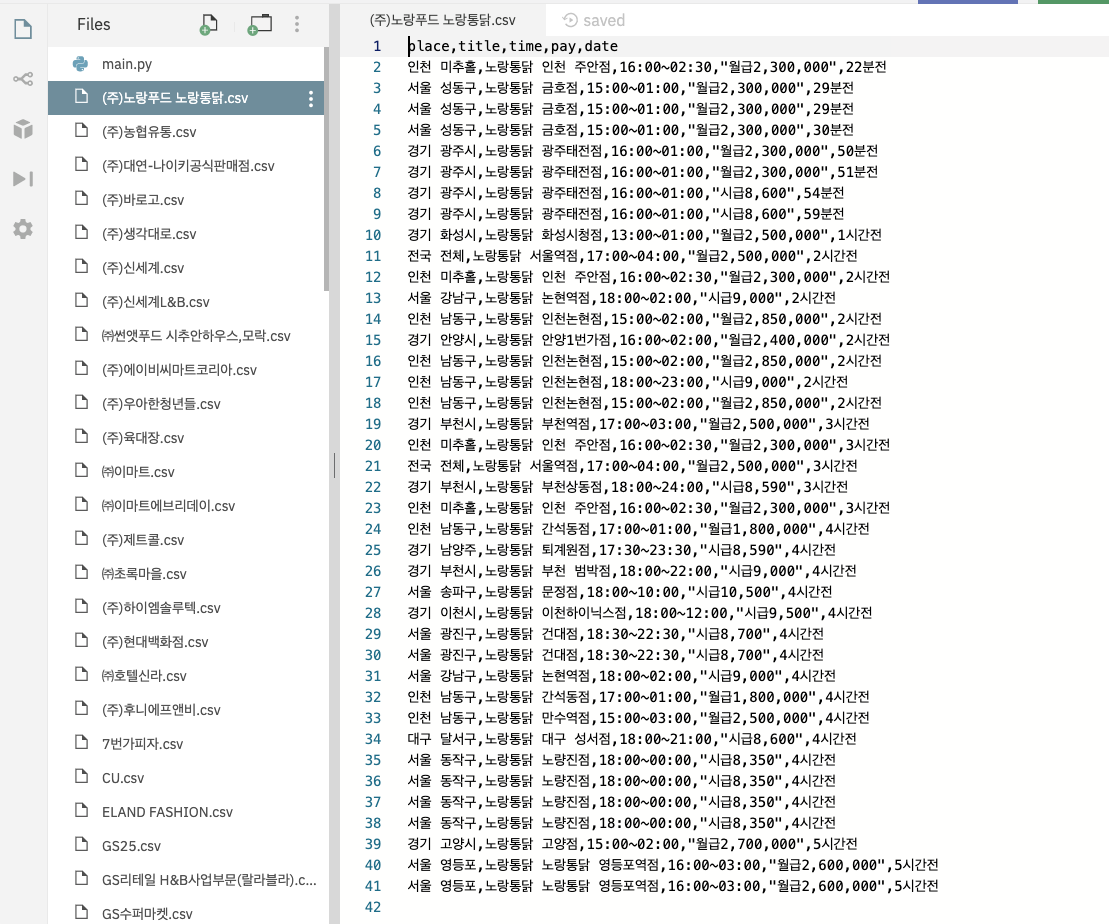 Files
main.py
(주)노랑푸드 노랑통닭.csv
(주)농협유통.csv
(주)대연-나이키공식판매점.csv
(주)바로고.csv
(주)생각대로.csv
(주)신세계.csv
(주)신세계L&B.csv
㈜썬앳푸드 시추안하우스,모락.csv
(주)에이비씨마트코리아.csv
(주)우아한청년들.csv
(주)육대장.csv
㈜이마트.csv
㈜이마트에브리데이.csv
(주)제트콜.csv
㈜초록마을.csv
(주)하이엠솔루텍.csv
(주)현대백화점.csv
㈜호텔신라.csv
(주)후니에프앤비.csv
7번가피자.csv
CU.csv
ELAND FASHION.csv
GS25.csv
GS리테일 H&B사업부문(랄라블라).c...
GS수퍼마켓.csv
(주)노랑푸드 노랑통닭.csv
saved
1 place,title,time,pay,date
2 인천 미추홀,노랑통닭 인천 주안점,16:00~02:30,"월급2,300,000",22분전
3 서울 성동구,노랑통닭 금호점,15:00~01:00,"월급2,300,000",29분전
4 서울 성동구,노랑통닭 금호점,15:00~01:00,"월급2,300,000",29분전
5 서울 성동구,노랑통닭 금호점,15:00~01:00,"월급2,300,000",30분전
6 경기 광주시,노랑통닭 광주태전점,16:00~01:00,"월급2,300,000",50분전
7 경기 광주시,노랑통닭 광주태전점,16:00~01:00,"월급2,300,000",51분전
8 경기 광주시,노랑통닭 광주태전점,16:00~01:00,"시급8,600",54분전
9 경기 광주시,노랑통닭 광주태전점,16:00~01:00,"시급8,600",59분전
10 경기 화성시,노랑통닭 화성시청점,13:00~01:00,"월급2,500,000",1시간전
11 전국 전체,노랑통닭 서울역점,17:00~04:00,"월급2,500,000",2시간전
12 인천 미추홀,노랑통닭 인천 주안점,16:00~02:30,"월급2,300,000",2시간전
13 서울 강남구,노랑통닭 논현역점,18:00~02:00,"시급9,000",2시간전
14 인천 남동구,노랑통닭 인천논현점,15:00~02:00,"월급2,850,000",2시간전
15 경기 안양시,노랑통닭 안양1번가점,16:00~02:00,"월급2,400,000",2시간전
16 인천 남동구,노랑통닭 인천논현점,15:00~02:00,"월급2,850,000",2시간전
17 인천 남동구,노랑통닭 인천논현점,18:00~23:00,"시급9,000",2시간전
18 인천 남동구,노랑통닭 인천논현점,15:00~02:00,"월급2,850,000",2시간전
19 경기 부천시,노랑통닭 부천역점,17:00~03:00,"월급2,500,000",3시간전
20 인천 미추홀,노랑통닭 인천 주안점,16:00~02:30,"월급2,300,000",3시간전
21 전국 전체,노랑통닭 서울역점,17:00~04:00,"월급2,500,000",3시간전
22 경기 부천시,노랑통닭 부천상동점,18:00~24:00,"시급8,590",3시간전
23 인천 미추홀,노랑통닭 인천 주안점,16:00~02:30,"월급2,300,000",3시간전
24 인천 남동구,노랑통닭 간석동점,17:00~01:00,"월급1,800,000",4시간전
25 경기 남양주,노랑통닭 퇴계원점,17:30~23:30,"시급8,590",4시간전
26 경기 부천시,노랑통닭 부천 범박점,18:00~22:00,"시급9,000",4시간전
27 서울 송파구,노랑통닭 문정점,18:00~10:00,"시급10,500",4시간전
28 경기 이천시,노랑통닭 이천하이닉스점,18:00~12:00,"시급9,500",4시간전
29 서울 광진구,노랑통닭 건대점,18:30~22:30,"시급8,700",4시간전
30 서울 광진구,노랑통닭 건대점,18:30~22:30,"시급8,700",4시간전
31 서울 강남구,노랑통닭 논현역점,18:00~02:00,"시급9,000",4시간전
32 인천 남동구,노랑통닭 간석동점,17:00~01:00,"월급1,800,000",4시간전
33 인천 남동구,노랑통닭 만수역점,15:00~03:00,"월급2,500,000",4시간전
34 대구 달서구,노랑통닭 대구 성서점,18:00~21:00,"시급8,600",4시간전
35 서울 동작구,노랑통닭 노량진점,18:00~00:00,"시급8,350",4시간전
36 서울 동작구,노랑통닭 노량진점,18:00~00:00,"시급8,350",4시간전
37 서울 동작구,노랑통닭 노량진점,18:00~00:00,"시급8,350",4시간전
38 서울 동작구,노랑통닭 노량진점,18:00~00:00,"시급8,350",4시간전
39 경기 고양시,노랑통닭 고양점,15:00~02:00,"월급2,700,000",5시간전
40 서울 영등포,노랑통닭 노랑통닭 영등포역점,16:00~03:00,"월급2,600,000",5시간전
41 서울 영등포,노랑통닭 노랑통닭 영등포역점,16:00~03:00,"월급2,600,000",5시간전
42